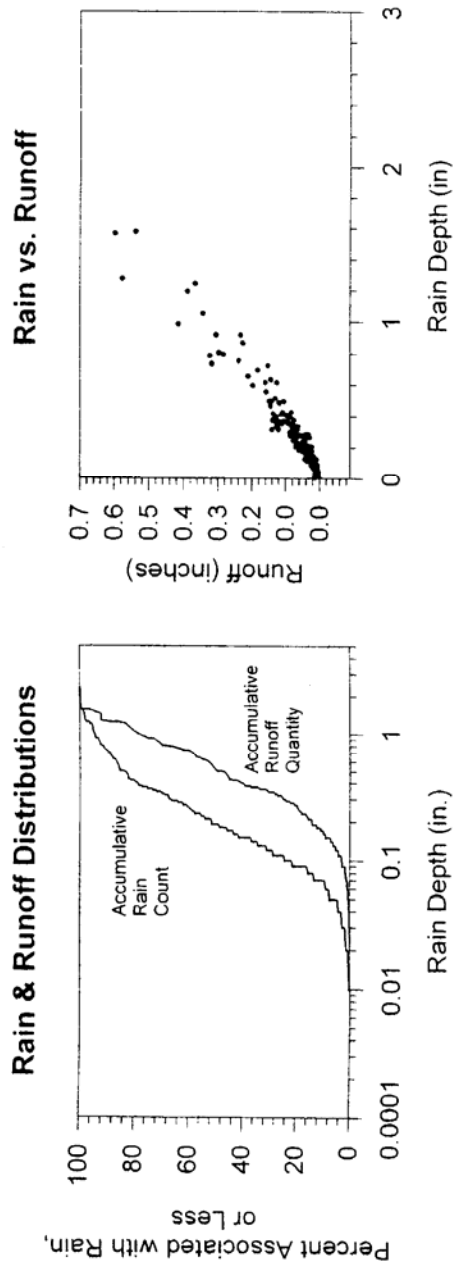 Rain & Runoff Distributions
Percent Associated with Rain,
or Less
100
80
60
40
20
0
Accumulative
Rain
Count
Accumulative
Runoff
Quantity
0.0001
0.01
0.1
1
Rain Depth (in.)
Rain vs. Runoff
Runoff (inches)
0.7
0.6
0.5
0.4
0.3
0.2
0.1
0.0
0.0
0
1
2
3
Rain Depth (in)